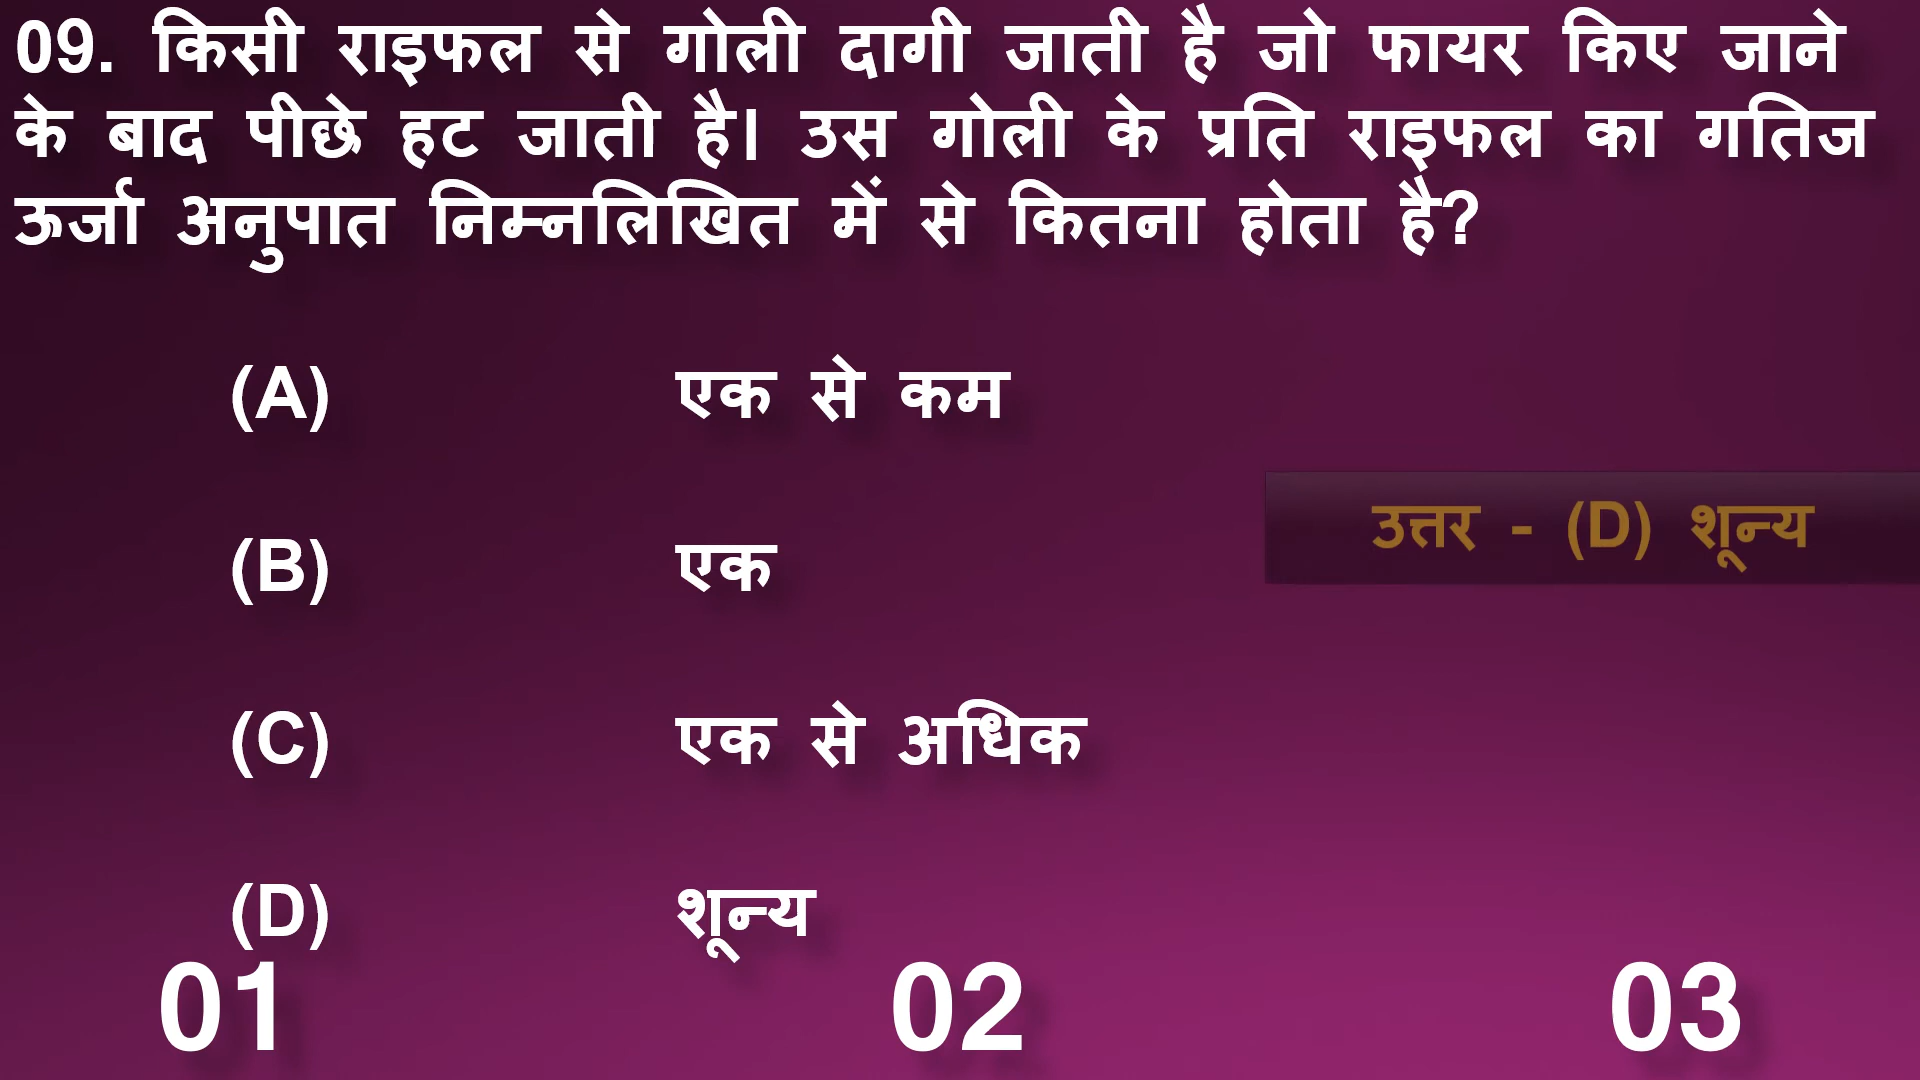 09. किसी राइफल से गोली दागी जाती है जो फायर किए जाने
के बाद पीछे हट जाती है। उस गोली के प्रति राइफल का गतिज
ऊर्जा अनुपात निम्नलिखित में से कितना होता है?
(A) एक से कम
उत्तर - (D) शून्य
(B) एक
(C) एक से अधिक
(D) शून्य
01 02 03